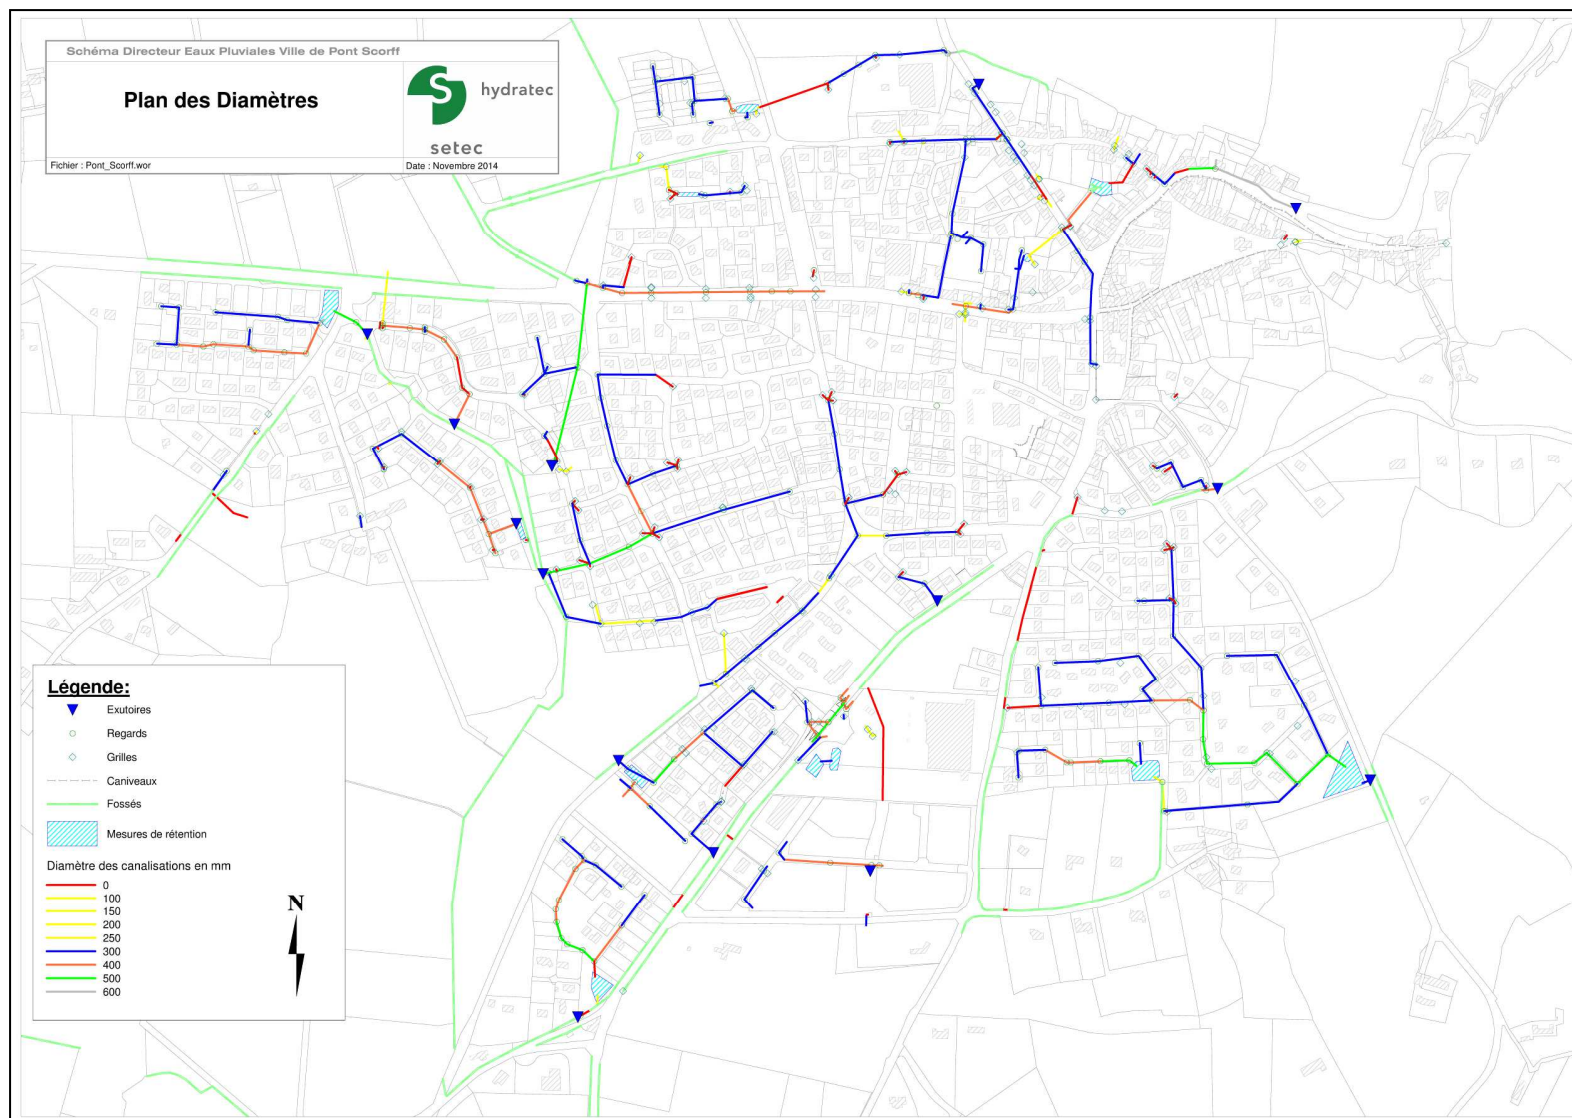 Schéma Directeur Eaux Pluviales Ville de Pont Scorff
Plan des Diamètres
S
hydratec
setec
Fichier : Pont_Scorff.wor
Date : Novembre 2014
Légende:
Exutoires
Regards
Grilles
Caniveaux
Fossés
Mesures de rétention
Diamètre des canalisations en mm
0
100
150
200
250
300
400
500
600
N